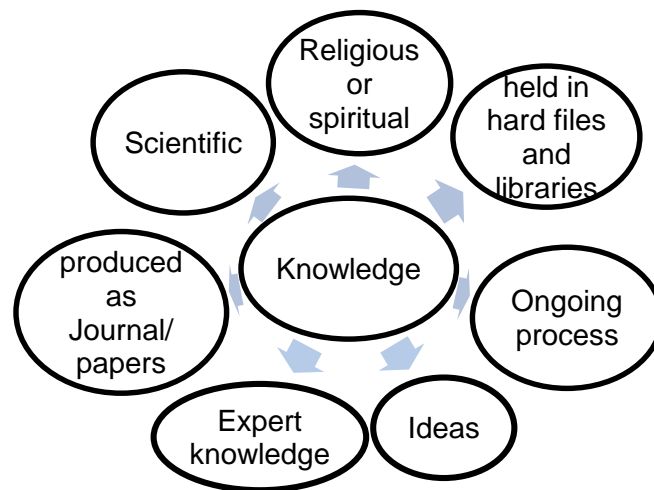 Religious
or
spiritual
held in
hard files
and
libraries
Scientific
Knowledge
produced
as
Journal/
papers
Ongoing
process
Expert
knowledge
Ideas